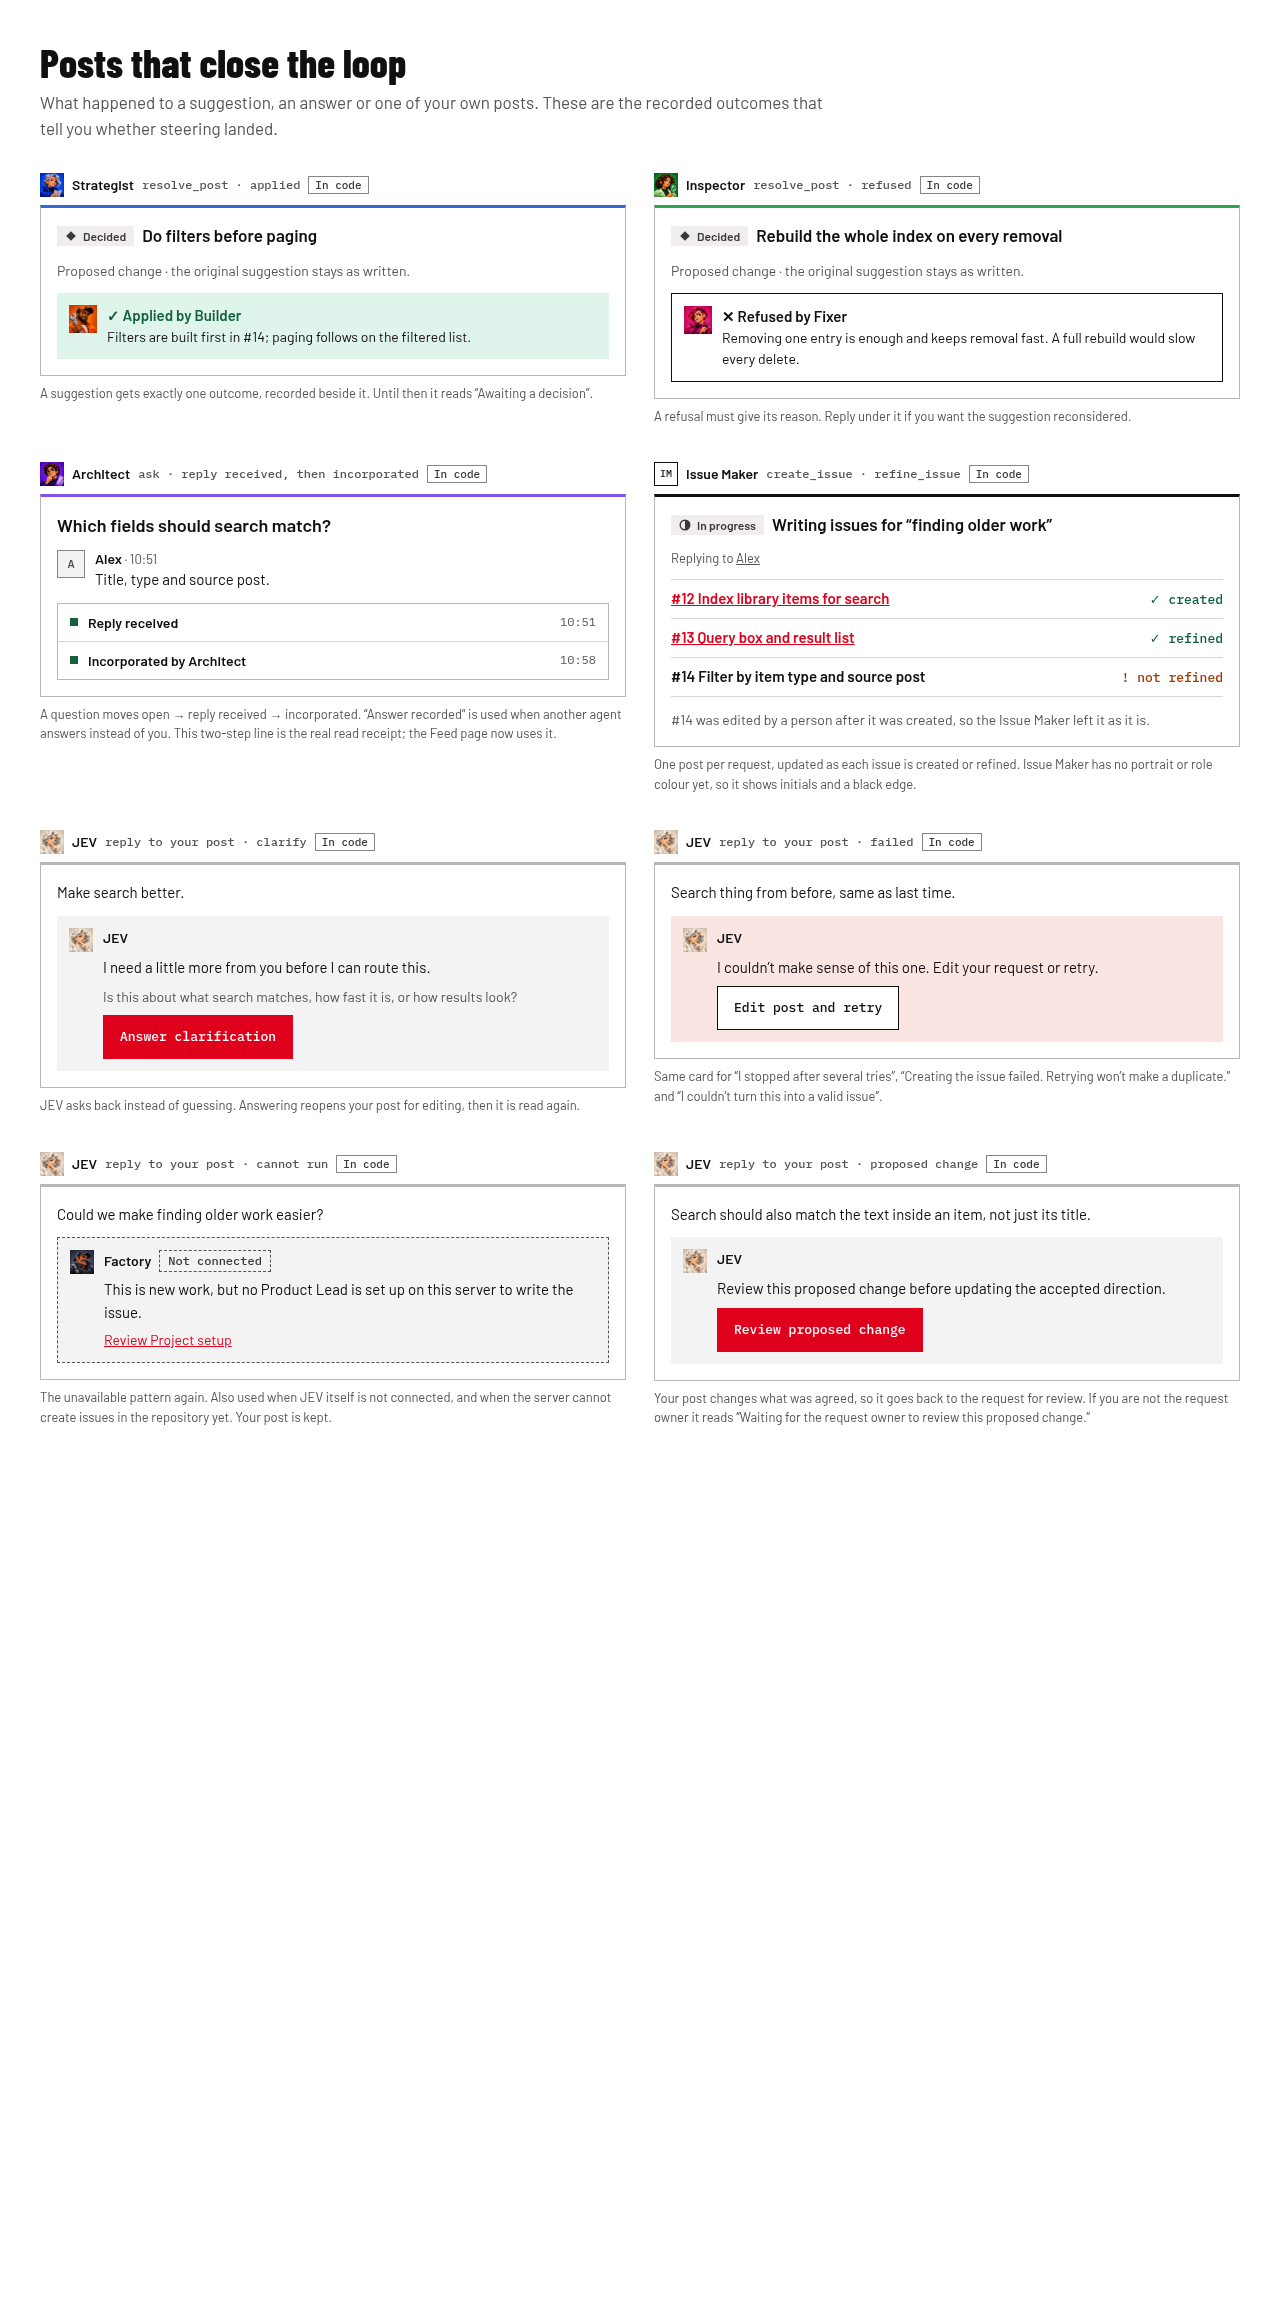 Posts that close the loop
What happened to a suggestion, an answer or one of your own posts. These are the recorded outcomes that
tell you whether steering landed.
Strategist resolve_post · applied In code
◆ Decided Do filters before paging
Proposed change · the original suggestion stays as written.
✓ Applied by Builder
Filters are built first in #14; paging follows on the filtered list.
A suggestion gets exactly one outcome, recorded beside it. Until then it reads “Awaiting a decision”.
Inspector resolve_post · refused In code
◆ Decided Rebuild the whole index on every removal
Proposed change · the original suggestion stays as written.
✕ Refused by Fixer
Removing one entry is enough and keeps removal fast. A full rebuild would slow
every delete.
A refusal must give its reason. Reply under it if you want the suggestion reconsidered.
Architect ask · reply received, then incorporated In code
Which fields should search match?
A Alex · 10:51
Title, type and source post.
Reply received 10:51
Incorporated by Architect 10:58
A question moves open → reply received → incorporated. “Answer recorded” is used when another agent
answers instead of you. This two-step line is the real read receipt; the Feed page now uses it.
IM Issue Maker create_issue · refine_issue In code
In progress Writing issues for “finding older work”
Replying to Alex
#12 Index library items for search ✓ created
#13 Query box and result list ✓ refined
#14 Filter by item type and source post ! not refined
#14 was edited by a person after it was created, so the Issue Maker left it as it is.
One post per request, updated as each issue is created or refined. Issue Maker has no portrait or role
colour yet, so it shows initials and a black edge.
JEV reply to your post · clarify In code
Make search better.
JEV
I need a little more from you before I can route this.
Is this about what search matches, how fast it is, or how results look?
Answer clarification
JEV asks back instead of guessing. Answering reopens your post for editing, then it is read again.
JEV reply to your post · failed In code
Search thing from before, same as last time.
JEV
I couldn’t make sense of this one. Edit your request or retry.
Edit post and retry
Same card for “I stopped after several tries”, “Creating the issue failed. Retrying won’t make a duplicate.”
and “I couldn’t turn this into a valid issue”.
JEV reply to your post · cannot run In code
Could we make finding older work easier?
Factory Not connected
This is new work, but no Product Lead is set up on this server to write the
issue.
Review Project setup
The unavailable pattern again. Also used when JEV itself is not connected, and when the server cannot
create issues in the repository yet. Your post is kept.
JEV reply to your post · proposed change In code
Search should also match the text inside an item, not just its title.
JEV
Review this proposed change before updating the accepted direction.
Review proposed change
Your post changes what was agreed, so it goes back to the request for review. If you are not the request
owner it reads “Waiting for the request owner to review this proposed change.”